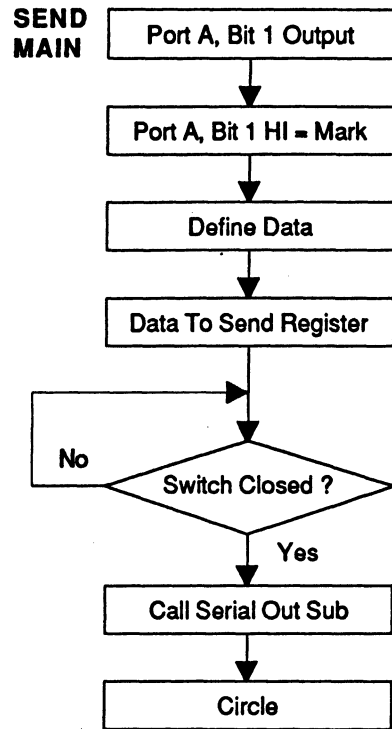 SEND
MAIN
Port A, Bit 1 Output
Port A, Bit 1 HI = Mark
Define Data
Data To Send Register
No
Switch Closed ?
Yes
Call Serial Out Sub
Circle